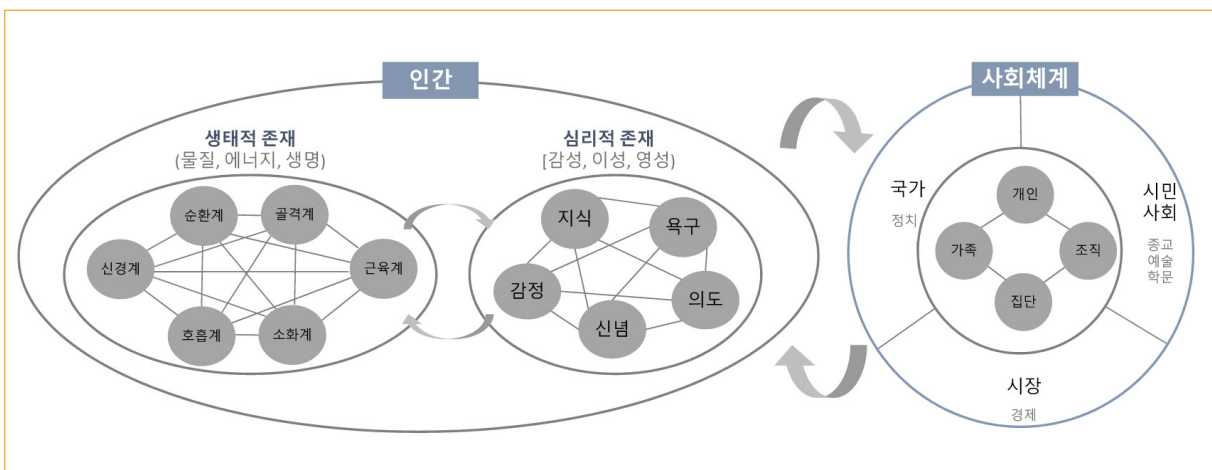 인간
생태적 존재
(물질, 에너지, 생명)
순환계
골격계
신경계
근육계
호흡계
소화계
심리적 존재
[감성, 이성, 영성)
지식
욕구
감정
의도
신념
사회체계
국가
정치
개인
가족
조직
집단
시민
사회
종교
예술
학문
시장
경제